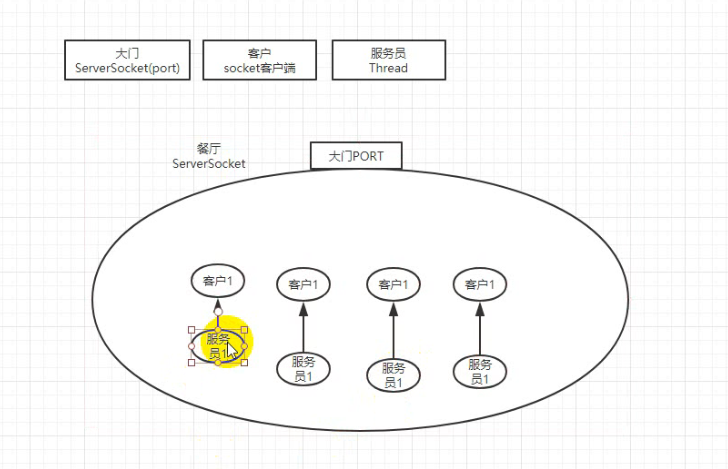 大门
ServerSocket(port)
客户
socket客户端
服务员
Thread
餐厅
ServerSocket
大门PORT
客户1
客户1
客户1
客户1
服务
员1
服务
员1
服务
员1
服务
员1